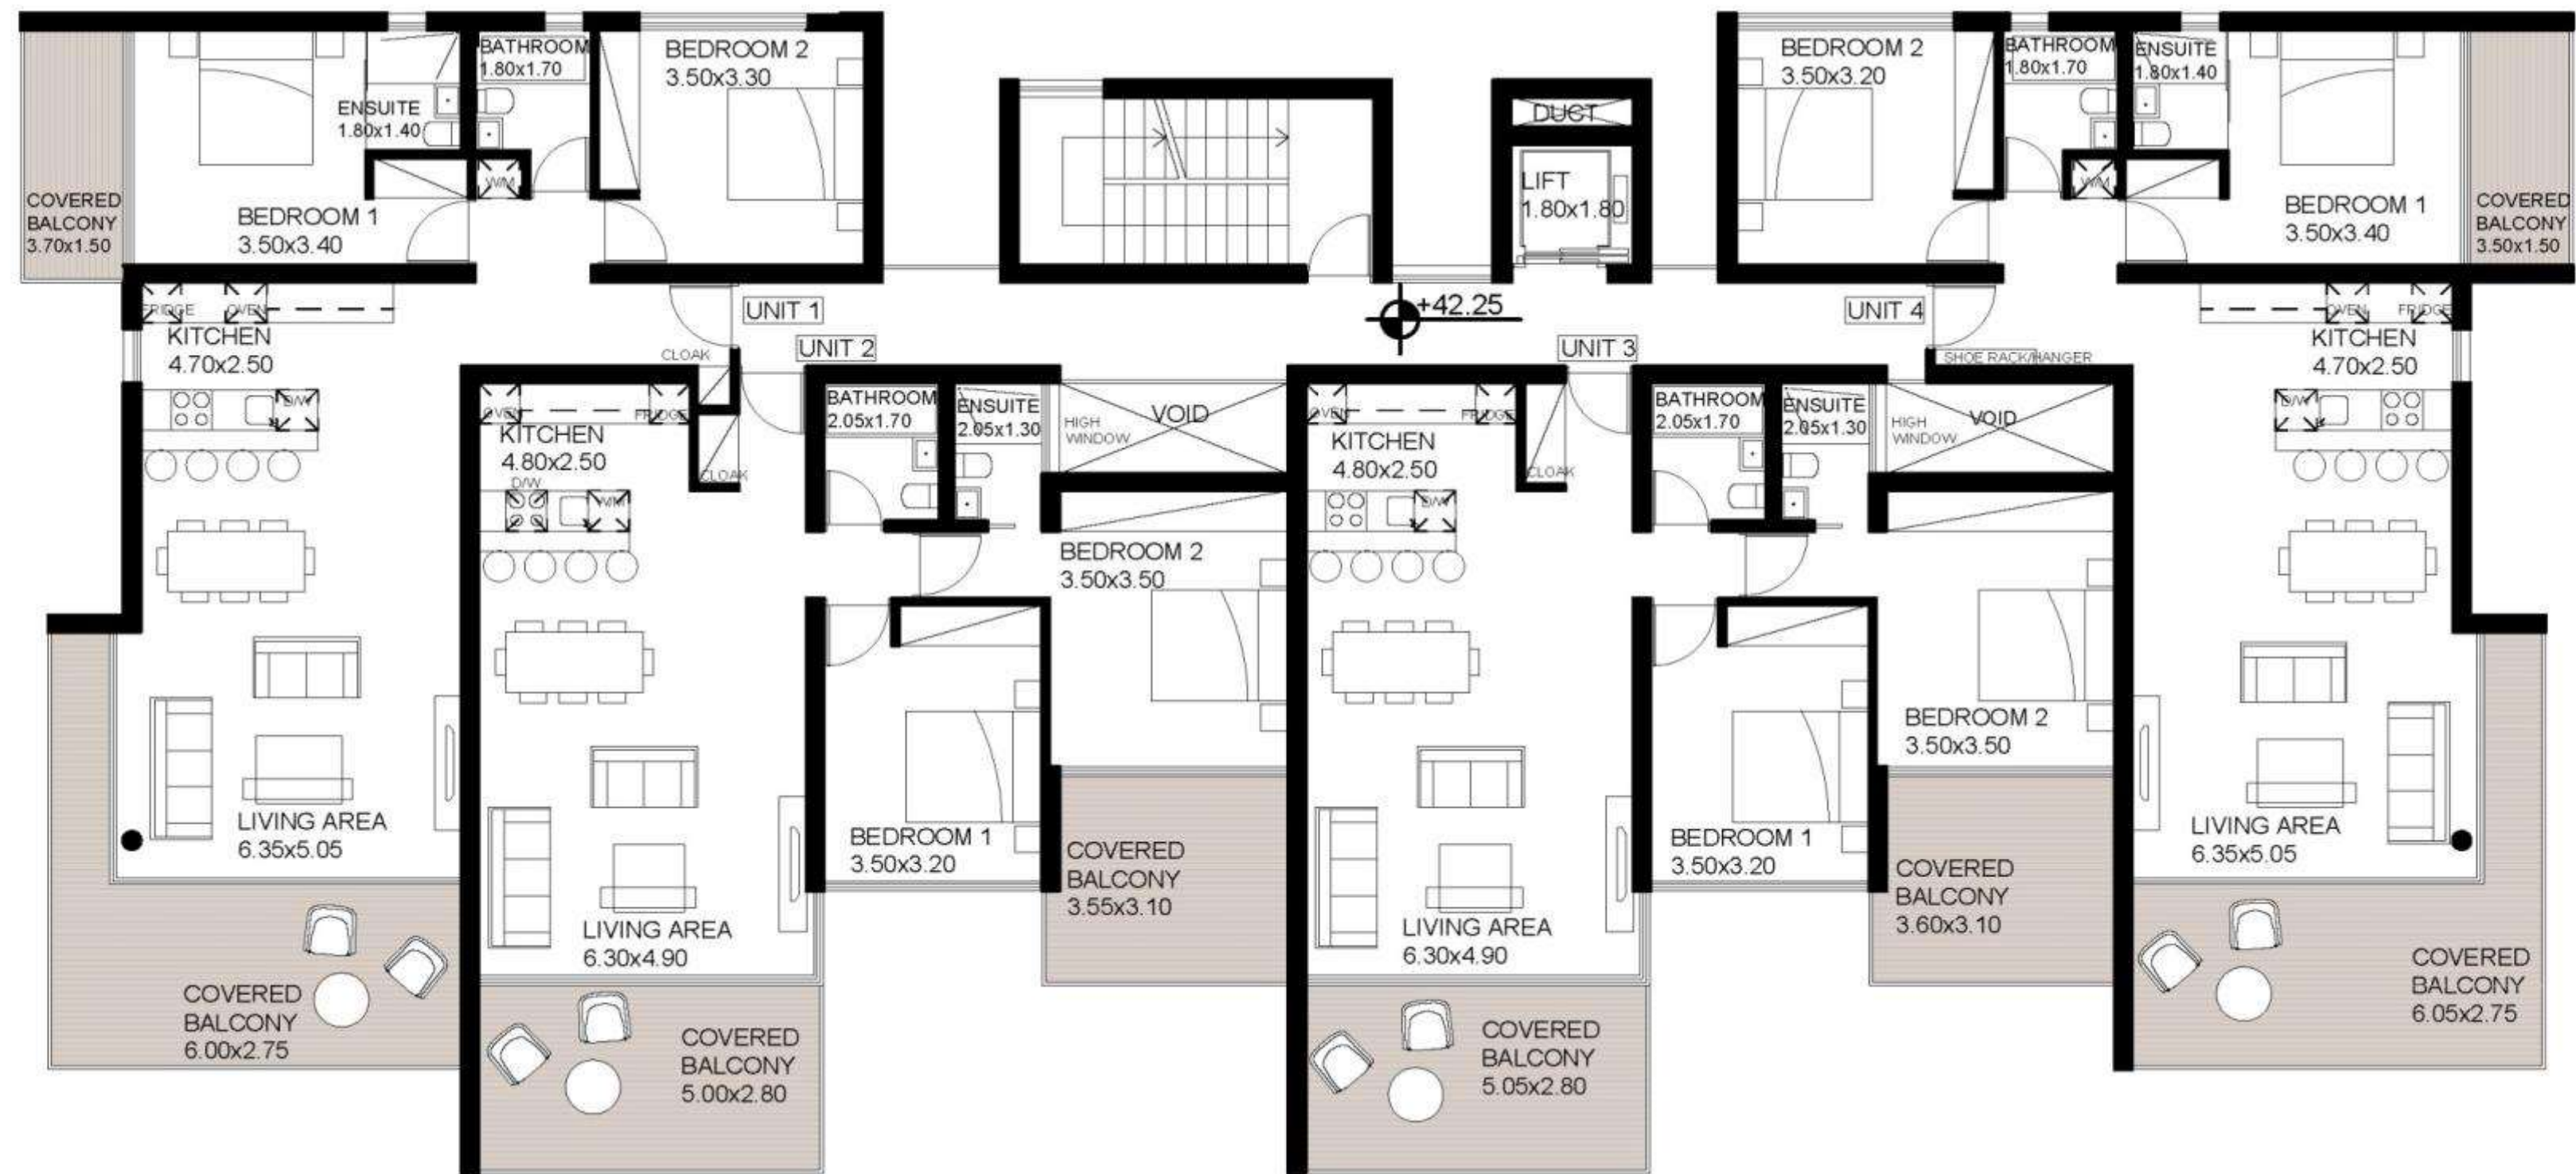 BATHROOM
1.80x1.70
BEDROOM 2
3.50x3.30
ENSUITE
1.80x1.40
W/M
COVERED
BALCONY
3.70x1.50
BEDROOM 1
3.50x3.40
DUCT
LIFT
1.80x1.80
BEDROOM 2
3.50x3.20
BATHROOM
1.80x1.70
ENSUITE
1.80x1.40
W/M
BEDROOM 1
3.50x3.40
COVERED
BALCONY
3.50x1.50
FRIDGE
OVEN
KITCHEN
4.70x2.50
D/W
UNIT 1
CLOAK
UNIT 2
+42.25
UNIT 3
UNIT 4
SHOE RACK/HANGER
OVEN
FRIDGE
KITCHEN
4.70x2.50
D/W
OVEN
FRIDGE
KITCHEN
4.80x2.50
D/W
W/M
CLOAK
BATHROOM
2.05x1.70
ENSUITE
2.05x1.30
HIGH
WINDOW
VOID
OVEN
FRIDGE
KITCHEN
4.80x2.50
D/W
CLOAK
BATHROOM
2.05x1.70
ENSUITE
2.05x1.30
HIGH
WINDOW
VOID
BEDROOM 2
3.50x3.50
BEDROOM 2
3.50x3.50
LIVING AREA
6.35x5.05
BEDROOM 1
3.50x3.20
COVERED
BALCONY
3.55x3.10
BEDROOM 1
3.50x3.20
COVERED
BALCONY
3.60x3.10
LIVING AREA
6.35x5.05
LIVING AREA
6.30x4.90
LIVING AREA
6.30x4.90
COVERED
BALCONY
6.00x2.75
COVERED
BALCONY
5.00x2.80
COVERED
BALCONY
5.05x2.80
COVERED
BALCONY
6.05x2.75